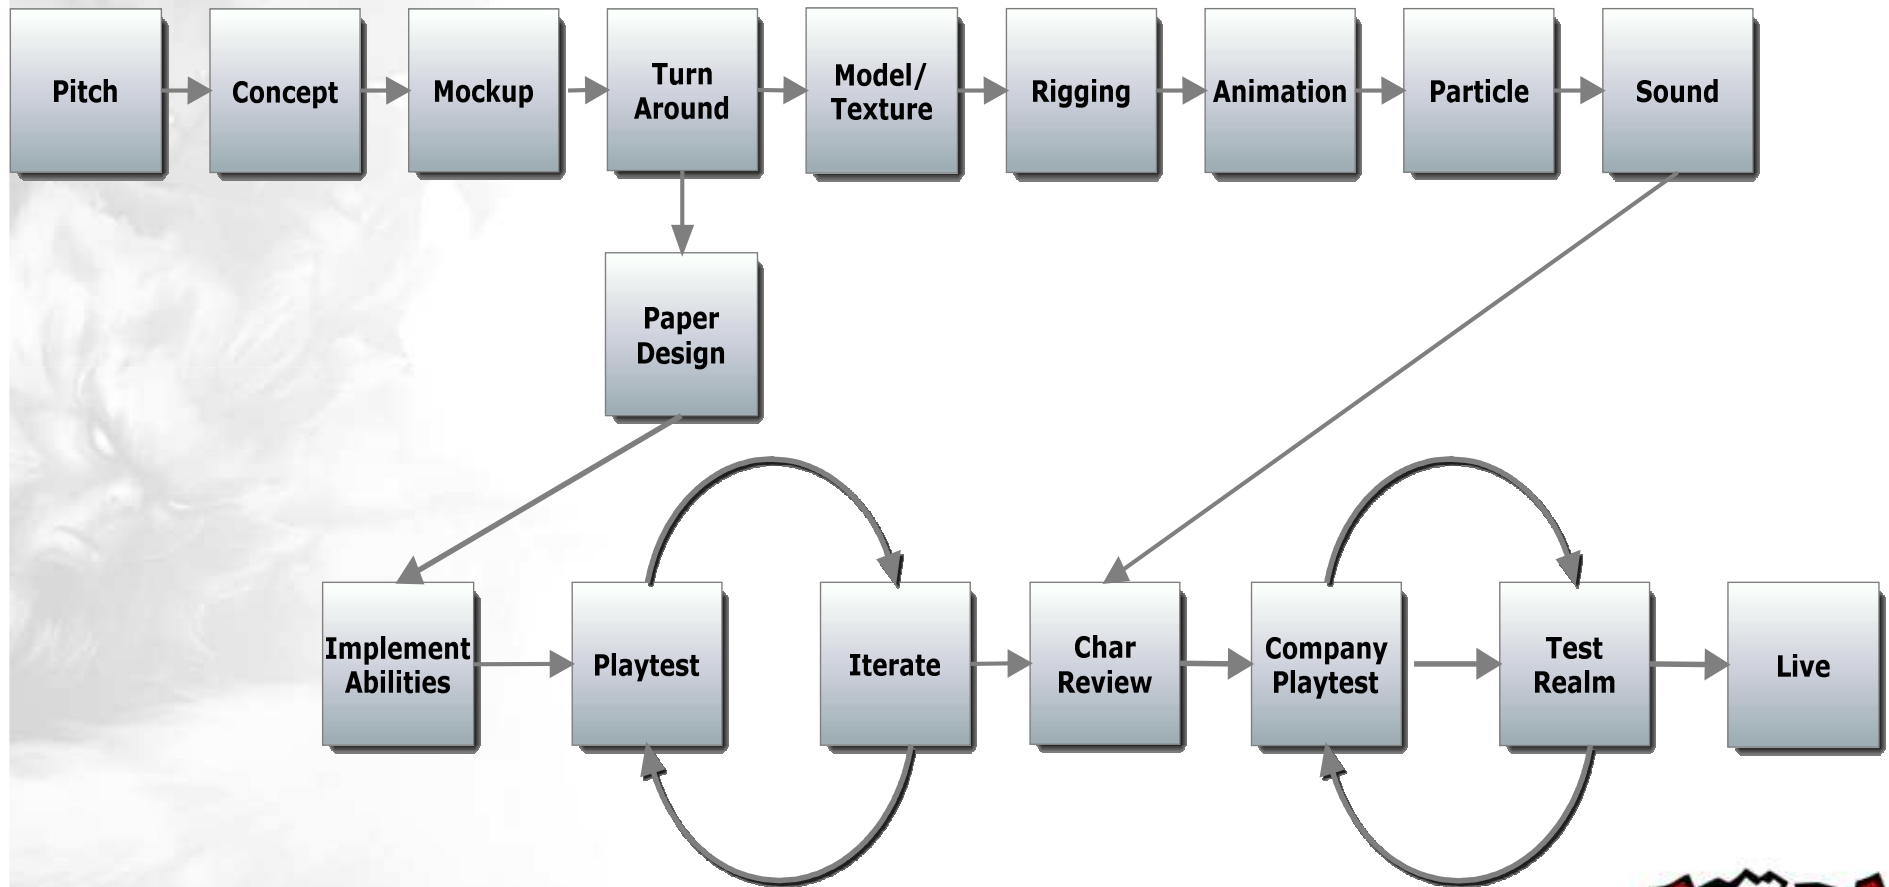 Pitch
Concept
Mockup
Turn
Around
Model/
Texture
Rigging
Animation
Particle
Sound
Paper
Design
Implement
Abilities
Playtest
Iterate
Char
Review
Company
Playtest
Test
Realm
Live